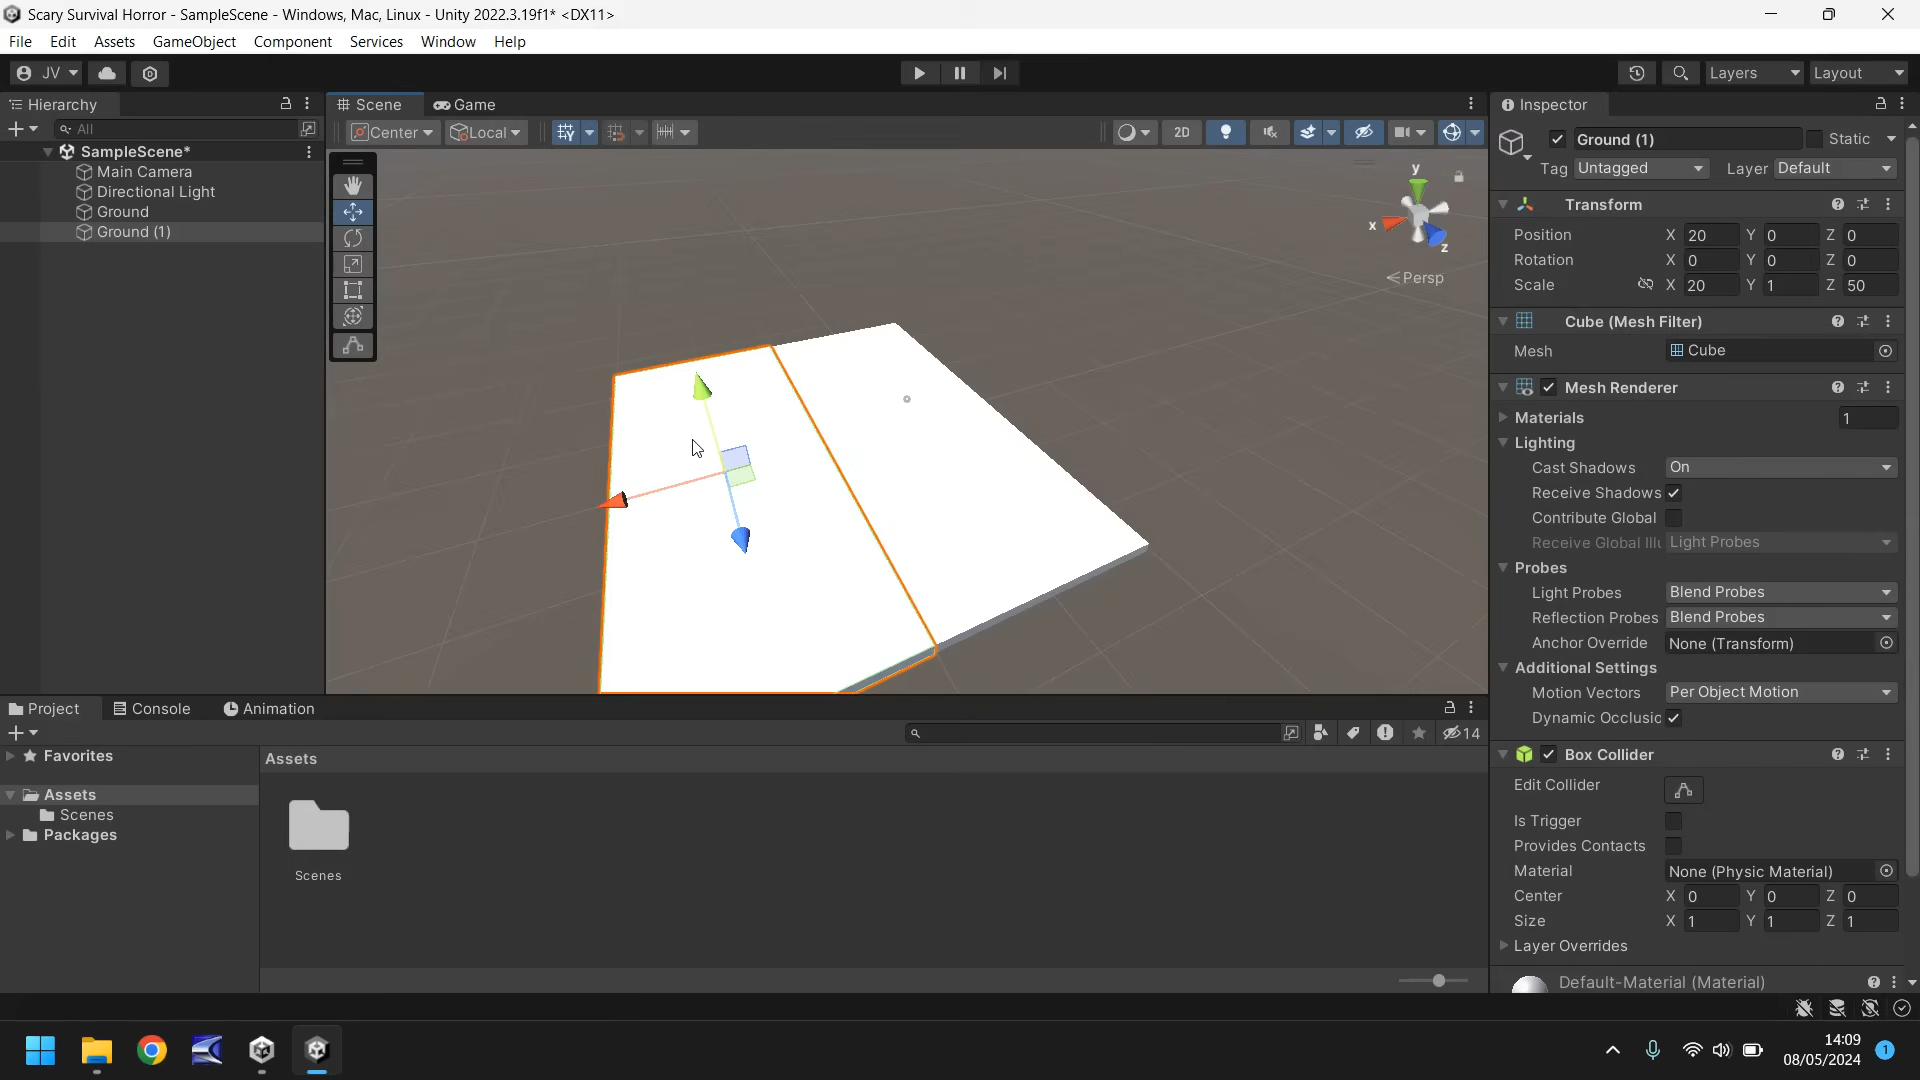 Scary Survival Horror - SampleScene - Windows, Mac, Linux - Unity 2022.3.19f1* <DX11>
File Edit Assets GameObject Component Services Window Help
JV Layers Layout
Hierarchy
All
SampleScene*
Main Camera
Directional Light
Ground
Ground (1)
Scene Game
Center Local 2D
y
x
z
Persp
Inspector
Ground (1) Static
Tag Untagged Layer Default
Transform
Position X 20 Y 0 Z 0
Rotation X 0 Y 0 Z 0
Scale X 20 Y 1 Z 50
Cube (Mesh Filter)
Mesh Cube
Mesh Renderer
Materials 1
Lighting
Cast Shadows On
Receive Shadows
Contribute Global
Receive Global Illu Light Probes
Probes
Light Probes Blend Probes
Reflection Probes Blend Probes
Anchor Override None (Transform)
Additional Settings
Motion Vectors Per Object Motion
Dynamic Occlusic
Box Collider
Edit Collider
Is Trigger
Provides Contacts
Material None (Physic Material)
Center X 0 Y 0 Z 0
Size X 1 Y 1 Z 1
Layer Overrides
Default-Material (Material)
Project Console Animation
14
Favorites
Assets
Scenes
Packages
Assets
Scenes
14:09
08/05/2024
1